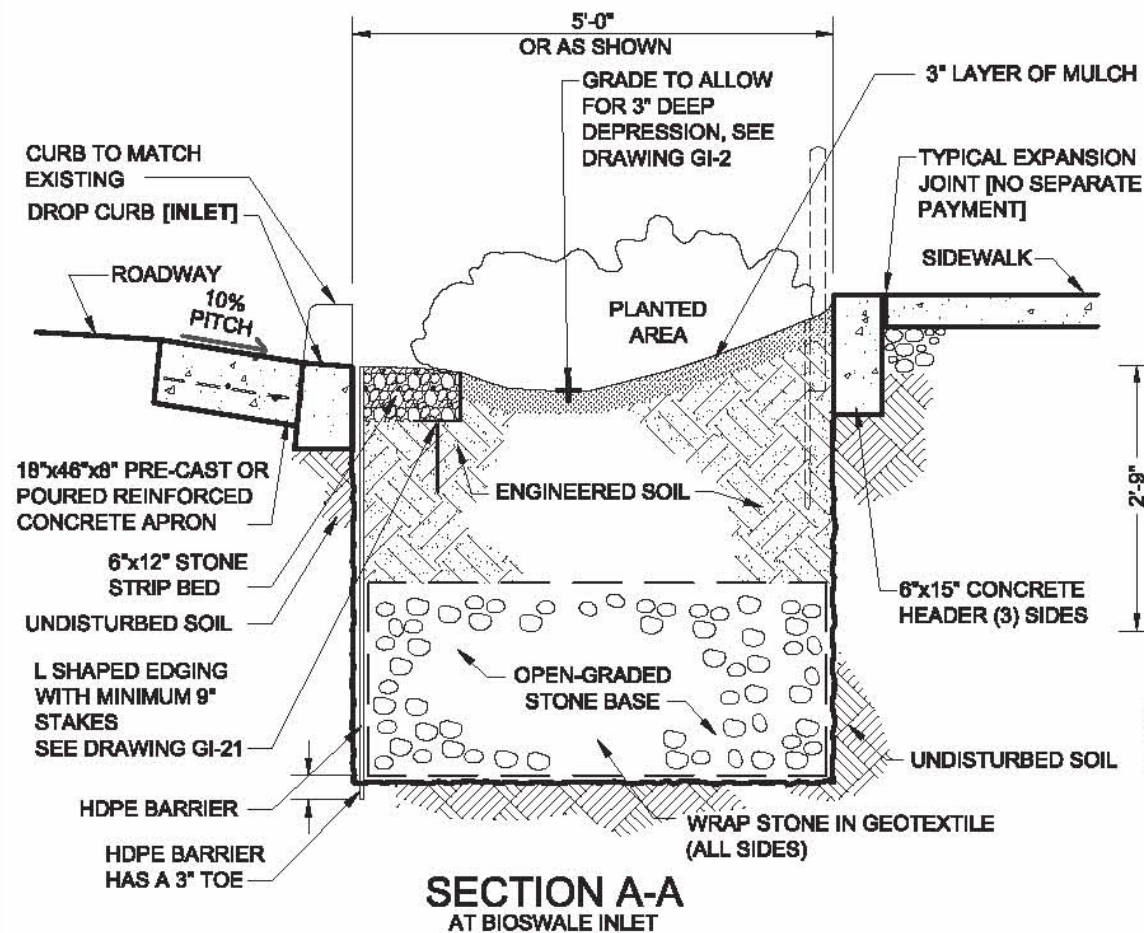 5'-0"
OR AS SHOWN
GRADE TO ALLOW
FOR 3" DEEP
DEPRESSION, SEE
DRAWING GI-2
3" LAYER OF MULCH
CURB TO MATCH
EXISTING
DROP CURB [INLET]
TYPICAL EXPANSION
JOINT [NO SEPARATE
PAYMENT]
SIDEWALK
ROADWAY
10%
PITCH
PLANTED
AREA
18"x46"x8" PRE-CAST OR
POURED REINFORCED
CONCRETE APRON
ENGINEERED SOIL
2'-9"
6"x12" STONE
STRIP BED
6"x15" CONCRETE
HEADER (3) SIDES
UNDISTURBED SOIL
L SHAPED EDGING
WITH MINIMUM 9"
STAKES
SEE DRAWING GI-21
OPEN-GRADED
STONE BASE
UNDISTURBED SOIL
HDPE BARRIER
WRAP STONE IN GEOTEXTILE
(ALL SIDES)
HDPE BARRIER
HAS A 3" TOE
SECTION A-A
AT BIOSWALE INLET